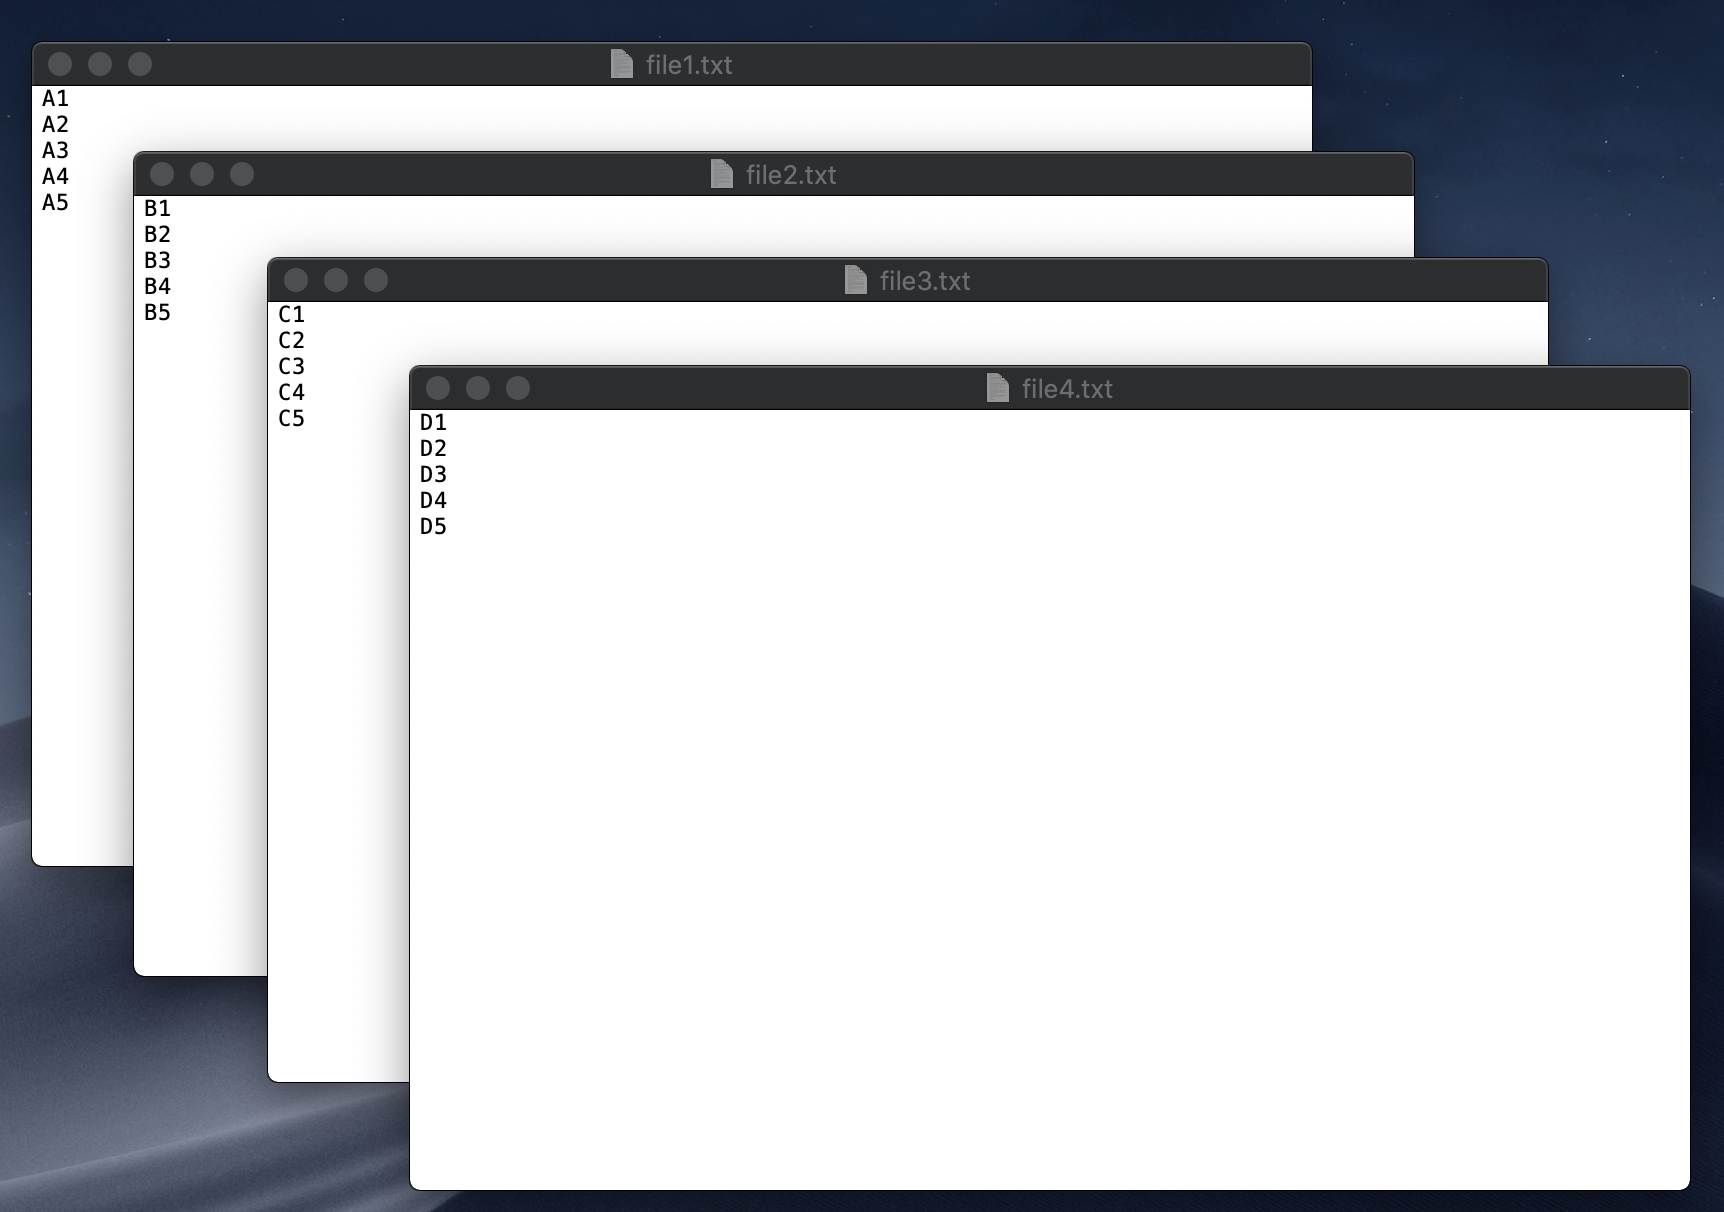 file1.txt
A1
A2
A3
A4
A5
file2.txt
B1
B2
B3
B4
B5
file3.txt
C1
C2
C3
C4
C5
file4.txt
D1
D2
D3
D4
D5